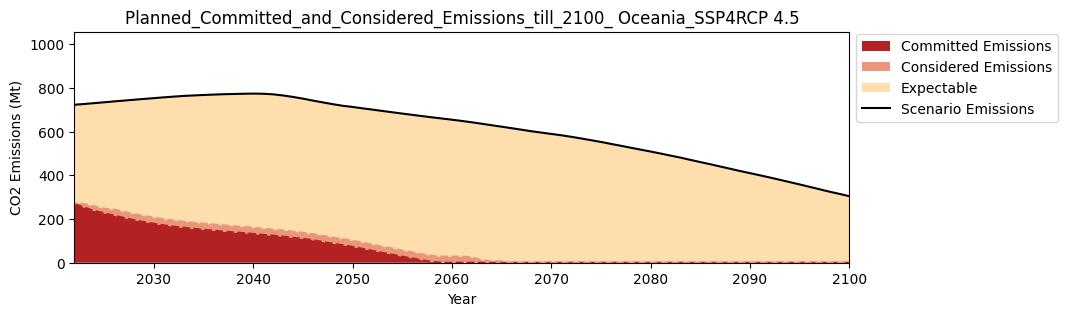 Planned_Committed_and_Considered_Emissions_till_2100_ Oceania_SSP4RCP 4.5
CO2 Emissions (Mt)
1000
800
600
400
200
0
2030 2040 2050 2060 2070 2080 2090 2100
Year
Committed Emissions
Considered Emissions
Expectable
Scenario Emissions